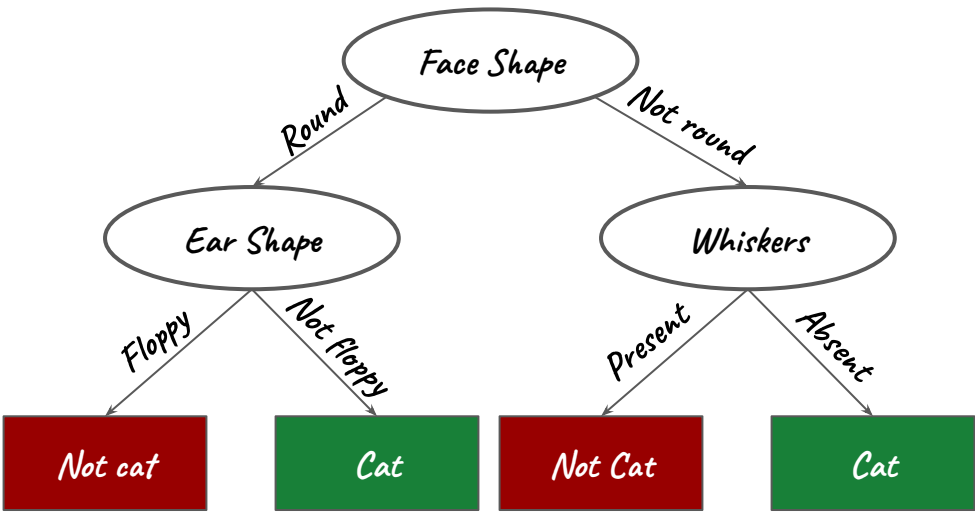 Face Shape
Round
Not round
Ear Shape
Whiskers
Floppy
Not floppy
Present
Absent
Not cat
Cat
Not Cat
Cat